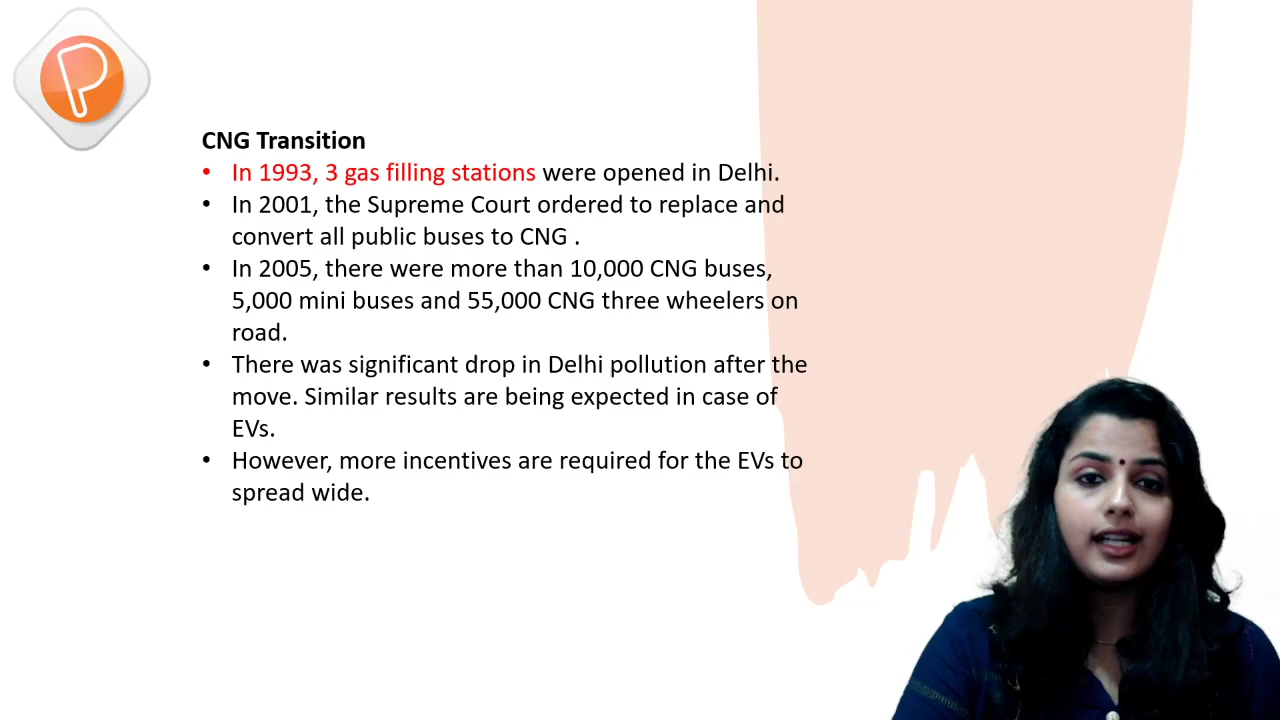 CNG Transition
• In 1993, 3 gas filling stations were opened in Delhi.
• In 2001, the Supreme Court ordered to replace and
convert all public buses to CNG .
• In 2005, there were more than 10,000 CNG buses,
5,000 mini buses and 55,000 CNG three wheelers on
road.
• There was significant drop in Delhi pollution after the
move. Similar results are being expected in case of
EVs.
• However, more incentives are required for the EVs to
spread wide.